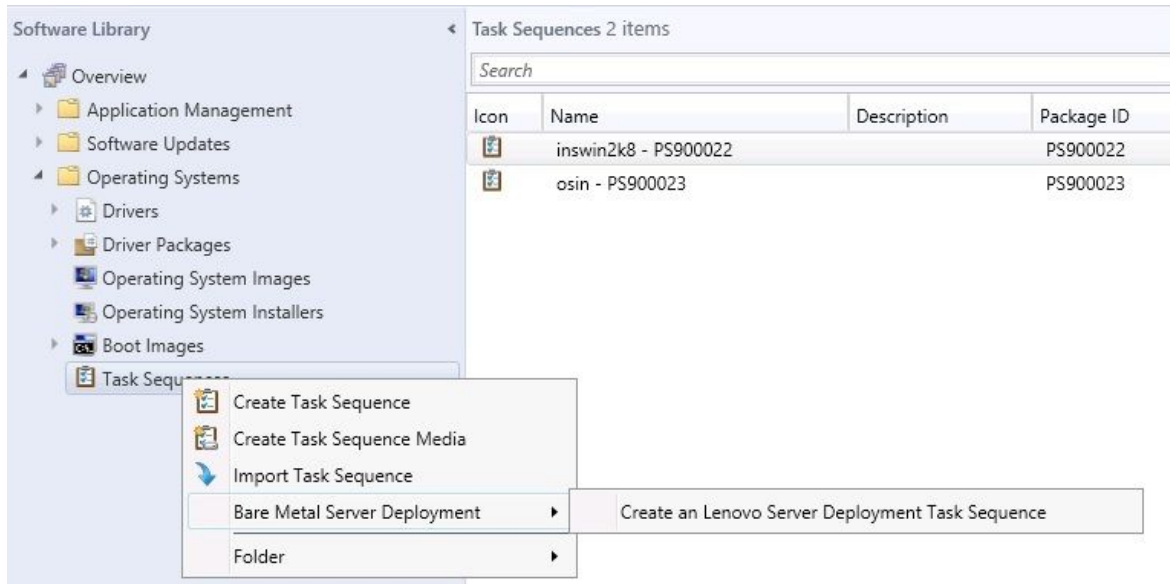 Software Library
Overview
Application Management
Software Updates
Operating Systems
Drivers
Driver Packages
Operating System Images
Operating System Installers
Boot Images
Task Sequences
Task Sequences 2 items
Search
Icon Name Description Package ID
inswin2k8 - PS900022 PS900022
osin - PS900023 PS900023
Create Task Sequence
Create Task Sequence Media
Import Task Sequence
Bare Metal Server Deployment
Create an Lenovo Server Deployment Task Sequence
Folder